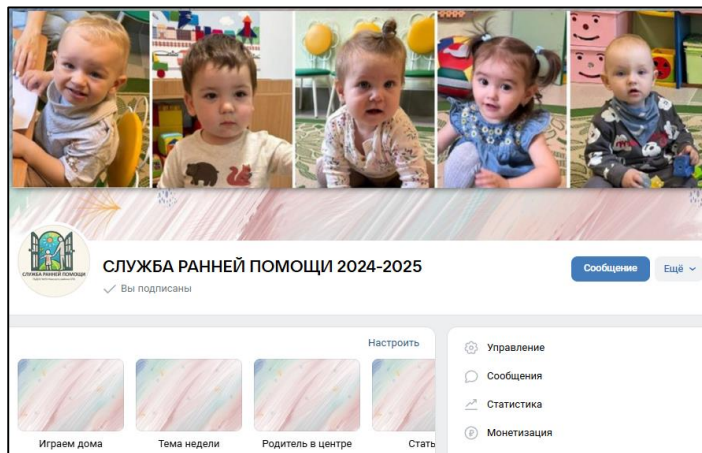 СЛУЖБА РАННЕЙ ПОМОЩИ
СЛУЖБА РАННЕЙ ПОМОЩИ 2024-2025
Вы подписаны
Сообщение
Ещё
Настроить
Играем дома
Тема недели
Родитель в центре
Стать
Управление
Сообщения
Статистика
Монетизация